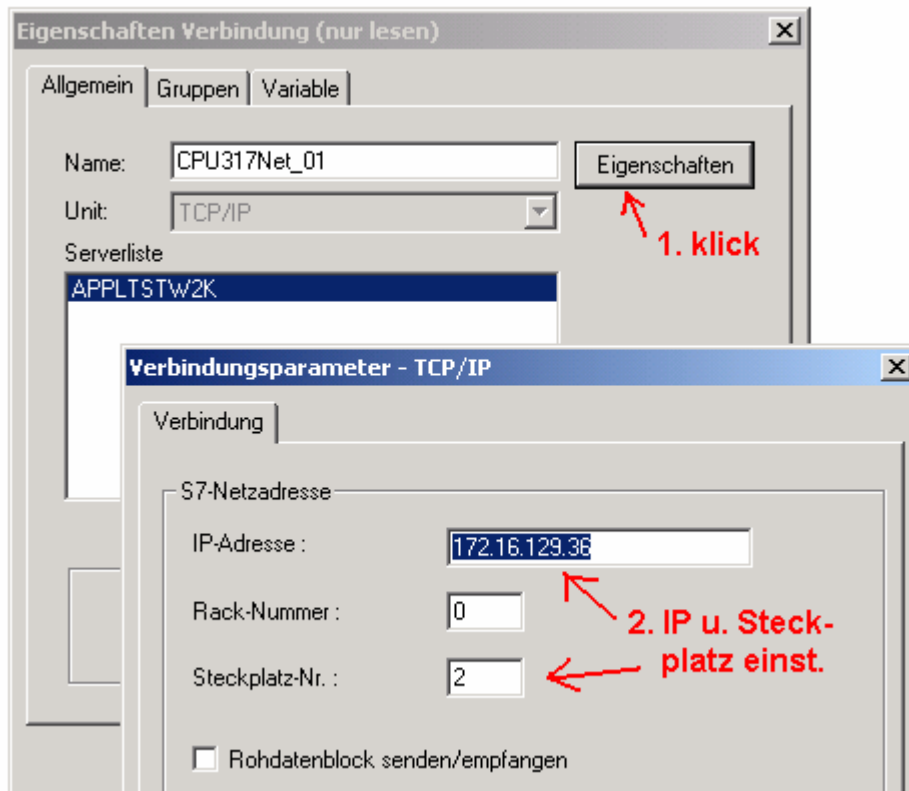 Eigenschaften Verbindung (nur lesen)
Allgemein Gruppen Variable
Name: CPU317Net_01 Eigenschaften
Unit: TCP/IP
1. klick
Serverliste
APPLTSTW2K
Verbindungsparameter - TCP/IP
Verbindung
S7-Netzadresse
IP-Adresse : 172.16.129.36
Rack-Nummer : 0
2. IP u. Steck-
platz einst.
Steckplatz-Nr. : 2
Rohdatenblock senden/empfangen